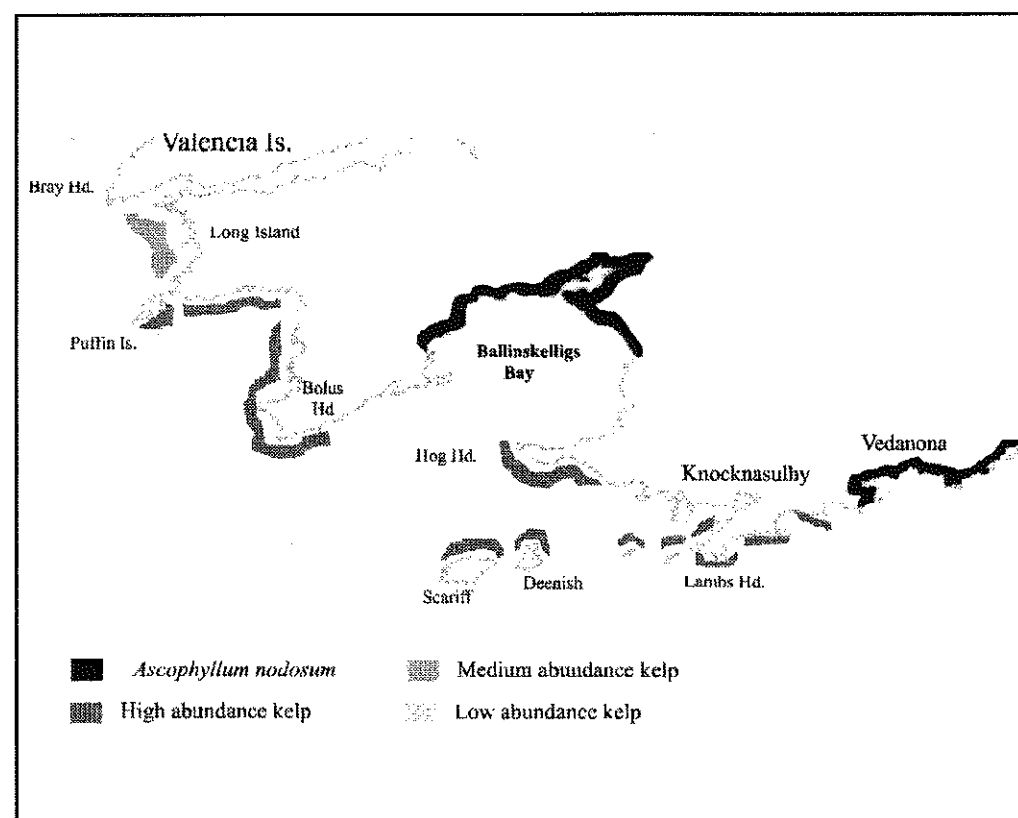 Valencia Is.
Bray Hd.
Long Island
Puffin Is.
Ballinskelligs
Bay
Bolus
Hd
Hog Hd.
Vedanona
Knocknasulhy
Scariff
Deenish
Lambs Hd.
Ascophyllum nodosum
Medium abundance kelp
High abundance kelp
Low abundance kelp